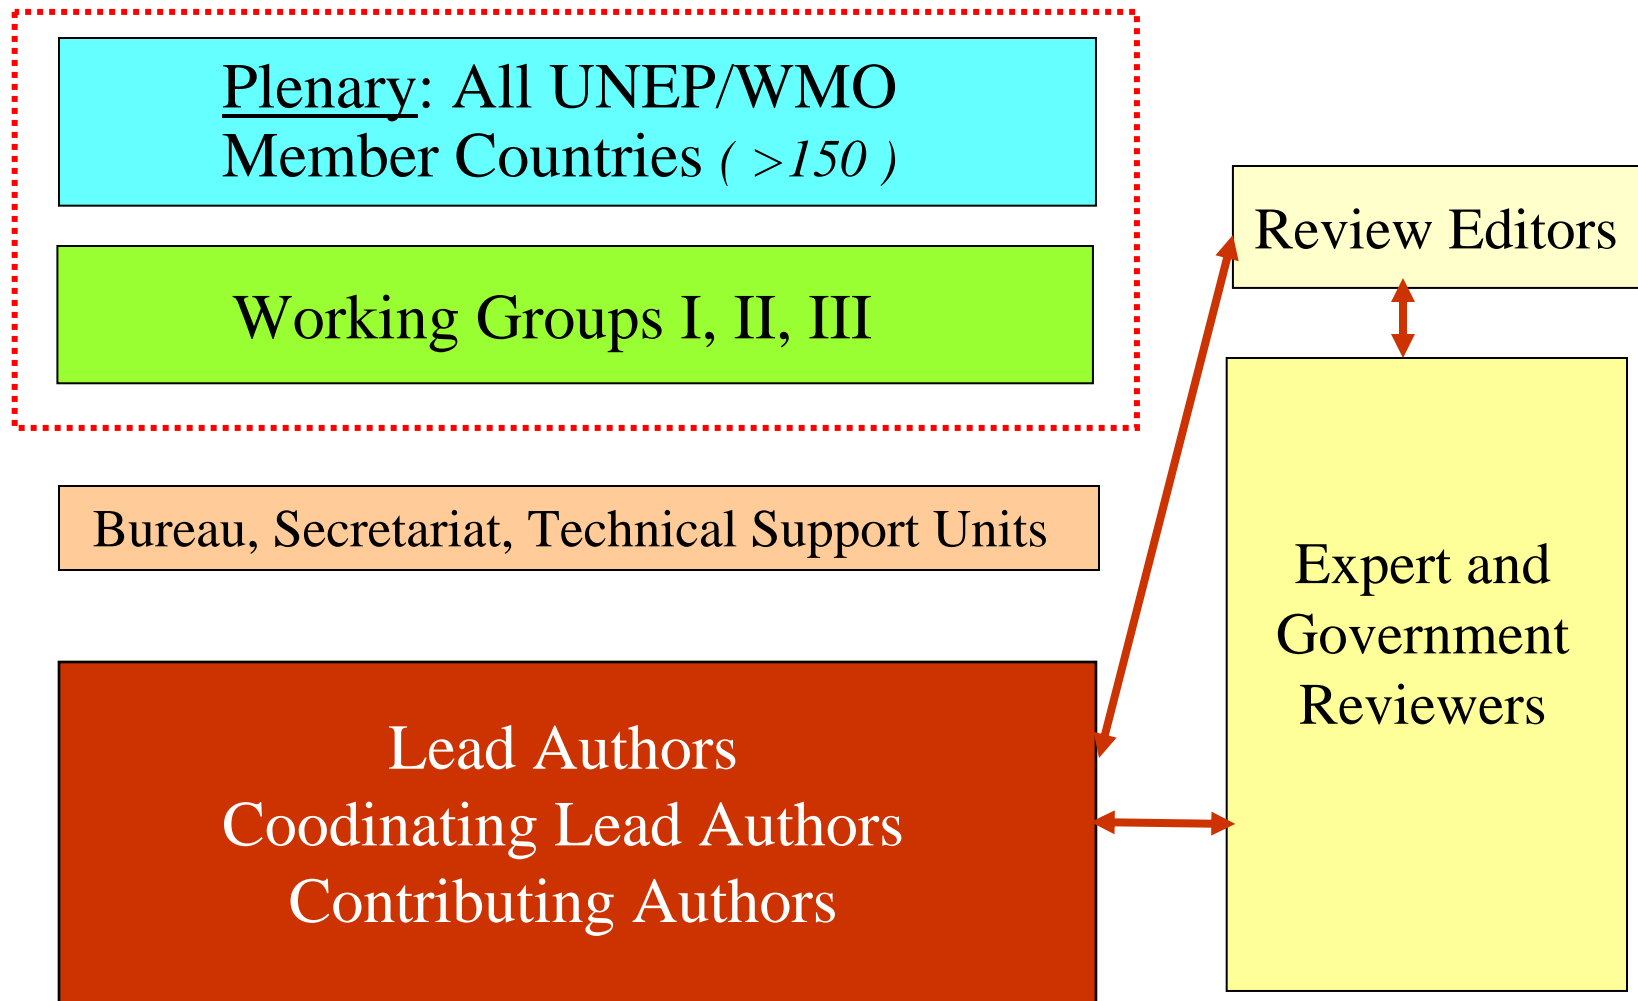 Plenary: All UNEP/WMO
Member Countries ( >150 )
Working Groups I, II, III
Bureau, Secretariat, Technical Support Units
Lead Authors
Coodinating Lead Authors
Contributing Authors
Review Editors
Expert and
Government
Reviewers